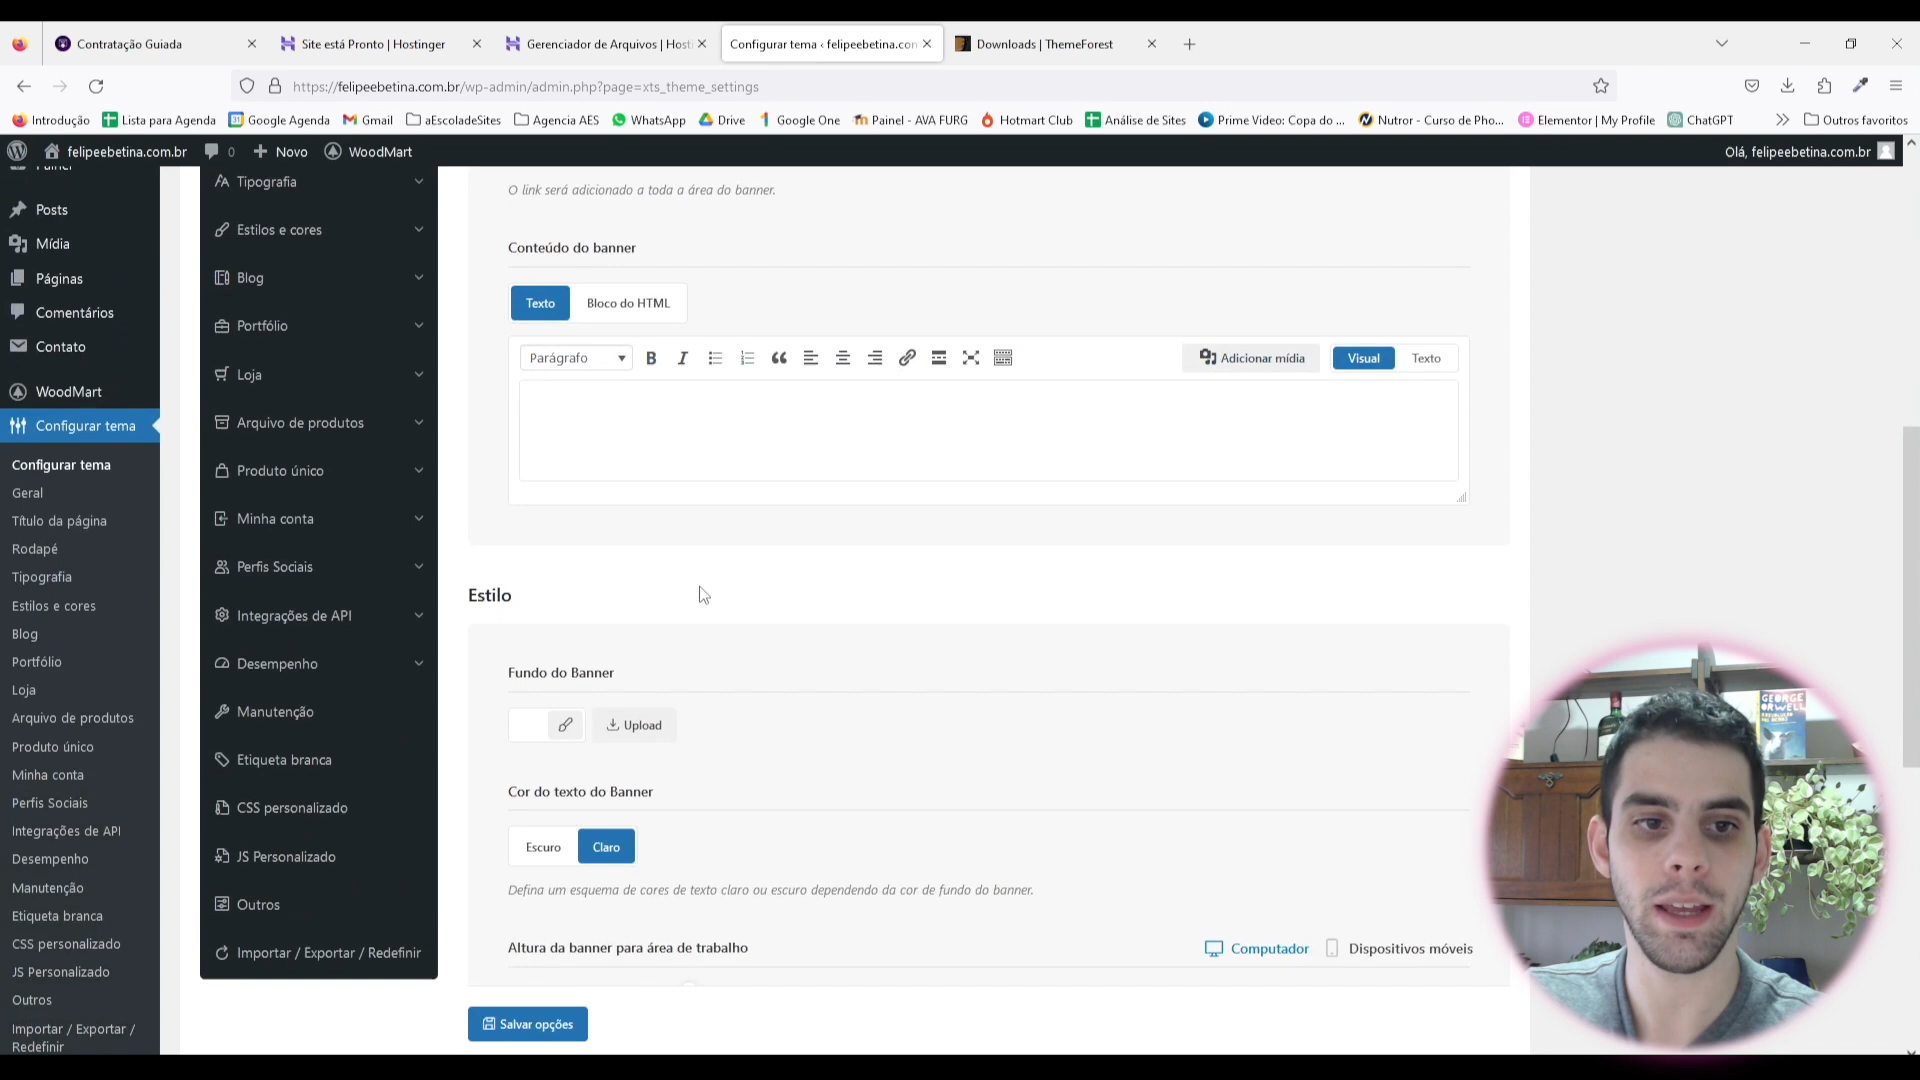 Contratação Guiada
Site está Pronto | Hostinger
Gerenciador de Arquivos | Host
Configurar tema ‹ felipeebetina.com
Downloads | ThemeForest
https://felipeebetina.com.br/wp-admin/admin.php?page=xts_theme_settings
Introdução
Lista para Agenda
Google Agenda
Gmail
aEscoladeSites
Agencia AES
WhatsApp
Drive
Google One
Painel - AVA FURG
Hotmart Club
Análise de Sites
Prime Video: Copa do ...
Nutror - Curso de Pho...
Elementor | My Profile
ChatGPT
Outros favoritos
felipeebetina.com.br
0
Novo
WoodMart
Olá, felipeebetina.com.br
Painel
Posts
Mídia
Páginas
Comentários
Contato
WoodMart
Configurar tema
Configurar tema
Geral
Título da página
Rodapé
Tipografia
Estilos e cores
Blog
Portfólio
Loja
Arquivo de produtos
Produto único
Minha conta
Perfis Sociais
Integrações de API
Desempenho
Manutenção
Etiqueta branca
CSS personalizado
JS Personalizado
Outros
Importar / Exportar /
Redefinir
Tipografia
Estilos e cores
Blog
Portfólio
Loja
Arquivo de produtos
Produto único
Minha conta
Perfis Sociais
Integrações de API
Desempenho
Manutenção
Etiqueta branca
CSS personalizado
JS Personalizado
Outros
Importar / Exportar / Redefinir
O link será adicionado a toda a área do banner.
Conteúdo do banner
Texto
Bloco do HTML
Parágrafo
B
I
Adicionar mídia
Visual
Texto
Estilo
Fundo do Banner
Upload
Cor do texto do Banner
Escuro
Claro
Defina um esquema de cores de texto claro ou escuro dependendo da cor de fundo do banner.
Altura da banner para área de trabalho
Computador
Dispositivos móveis
Salvar opções
GEORGE
ORWELL